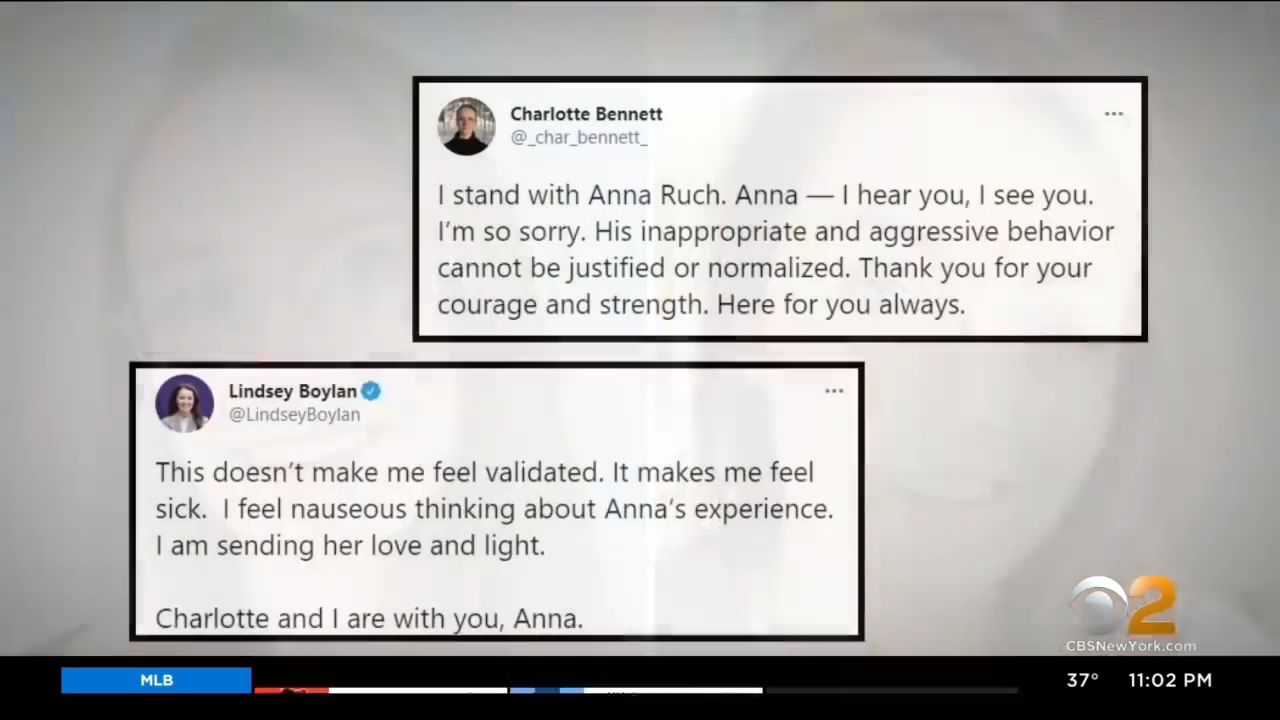 Charlotte Bennett
@_char_bennett_
I stand with Anna Ruch. Anna — I hear you, I see you.
I'm so sorry. His inappropriate and aggressive behavior
cannot be justified or normalized. Thank you for your
courage and strength. Here for you always.
Lindsey Boylan
@LindseyBoylan
This doesn't make me feel validated. It makes me feel
sick.  I feel nauseous thinking about Anna's experience.
I am sending her love and light.
Charlotte and I are with you, Anna.
2
CBSNewYork.com
MLB
37° 11:02 PM